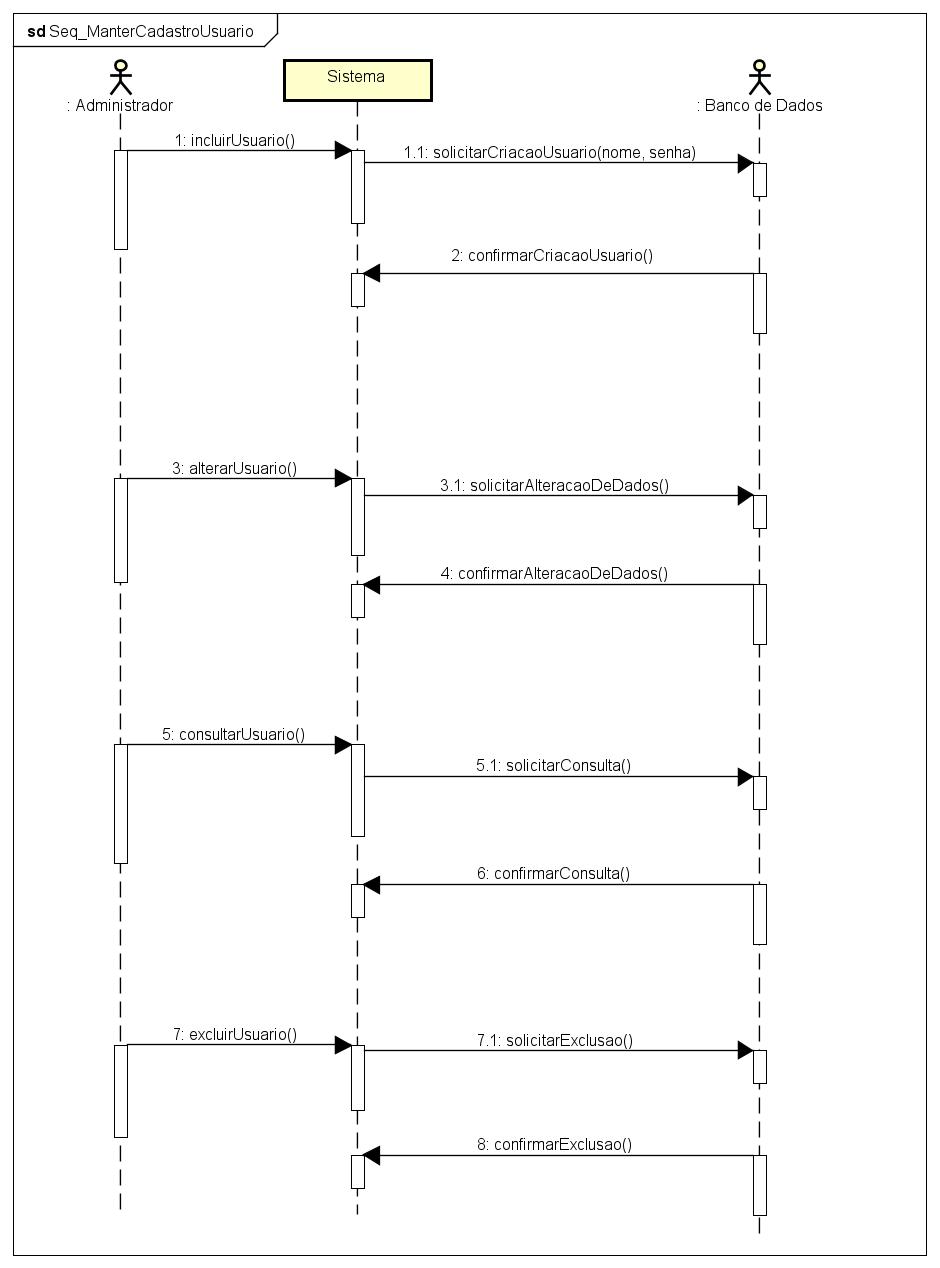 sd Seq_ManterCadastroUsuario
: Administrador
Sistema
: Banco de Dados
1: incluirUsuario()
1.1: solicitarCriacaoUsuario(nome, senha)
2: confirmarCriacaoUsuario()
3: alterarUsuario()
3.1: solicitarAlteracaoDeDados()
4: confirmarAlteracaoDeDados()
5: consultarUsuario()
5.1: solicitarConsulta()
6: confirmarConsulta()
7: excluirUsuario()
7.1: solicitarExclusao()
8: confirmarExclusao()